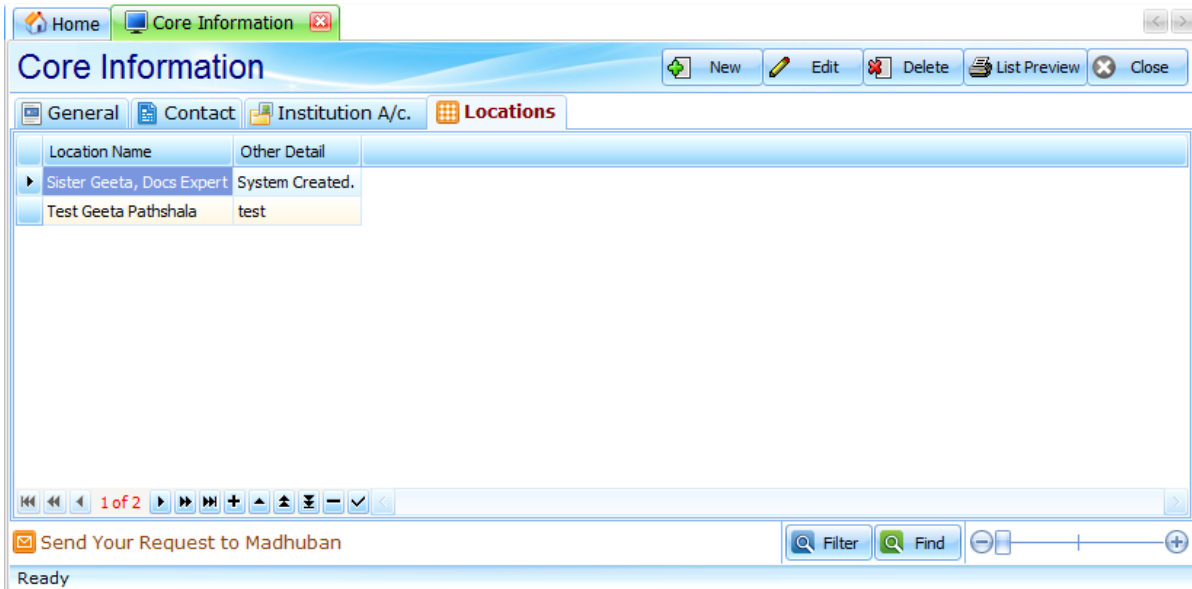 Home Core Information
Core Information New Edit Delete List Preview Close
General Contact Institution A/c. Locations
Location Name Other Detail
Sister Geeta, Docs Expert System Created.
Test Geeta Pathshala test
1 of 2
Send Your Request to Madhuban Filter Find
Ready